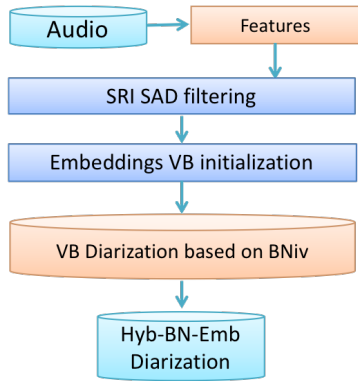 Audio
Features
SRI SAD filtering
Embeddings VB initialization
VB Diarization based on BNiv
Hyb-BN-Emb
Diarization